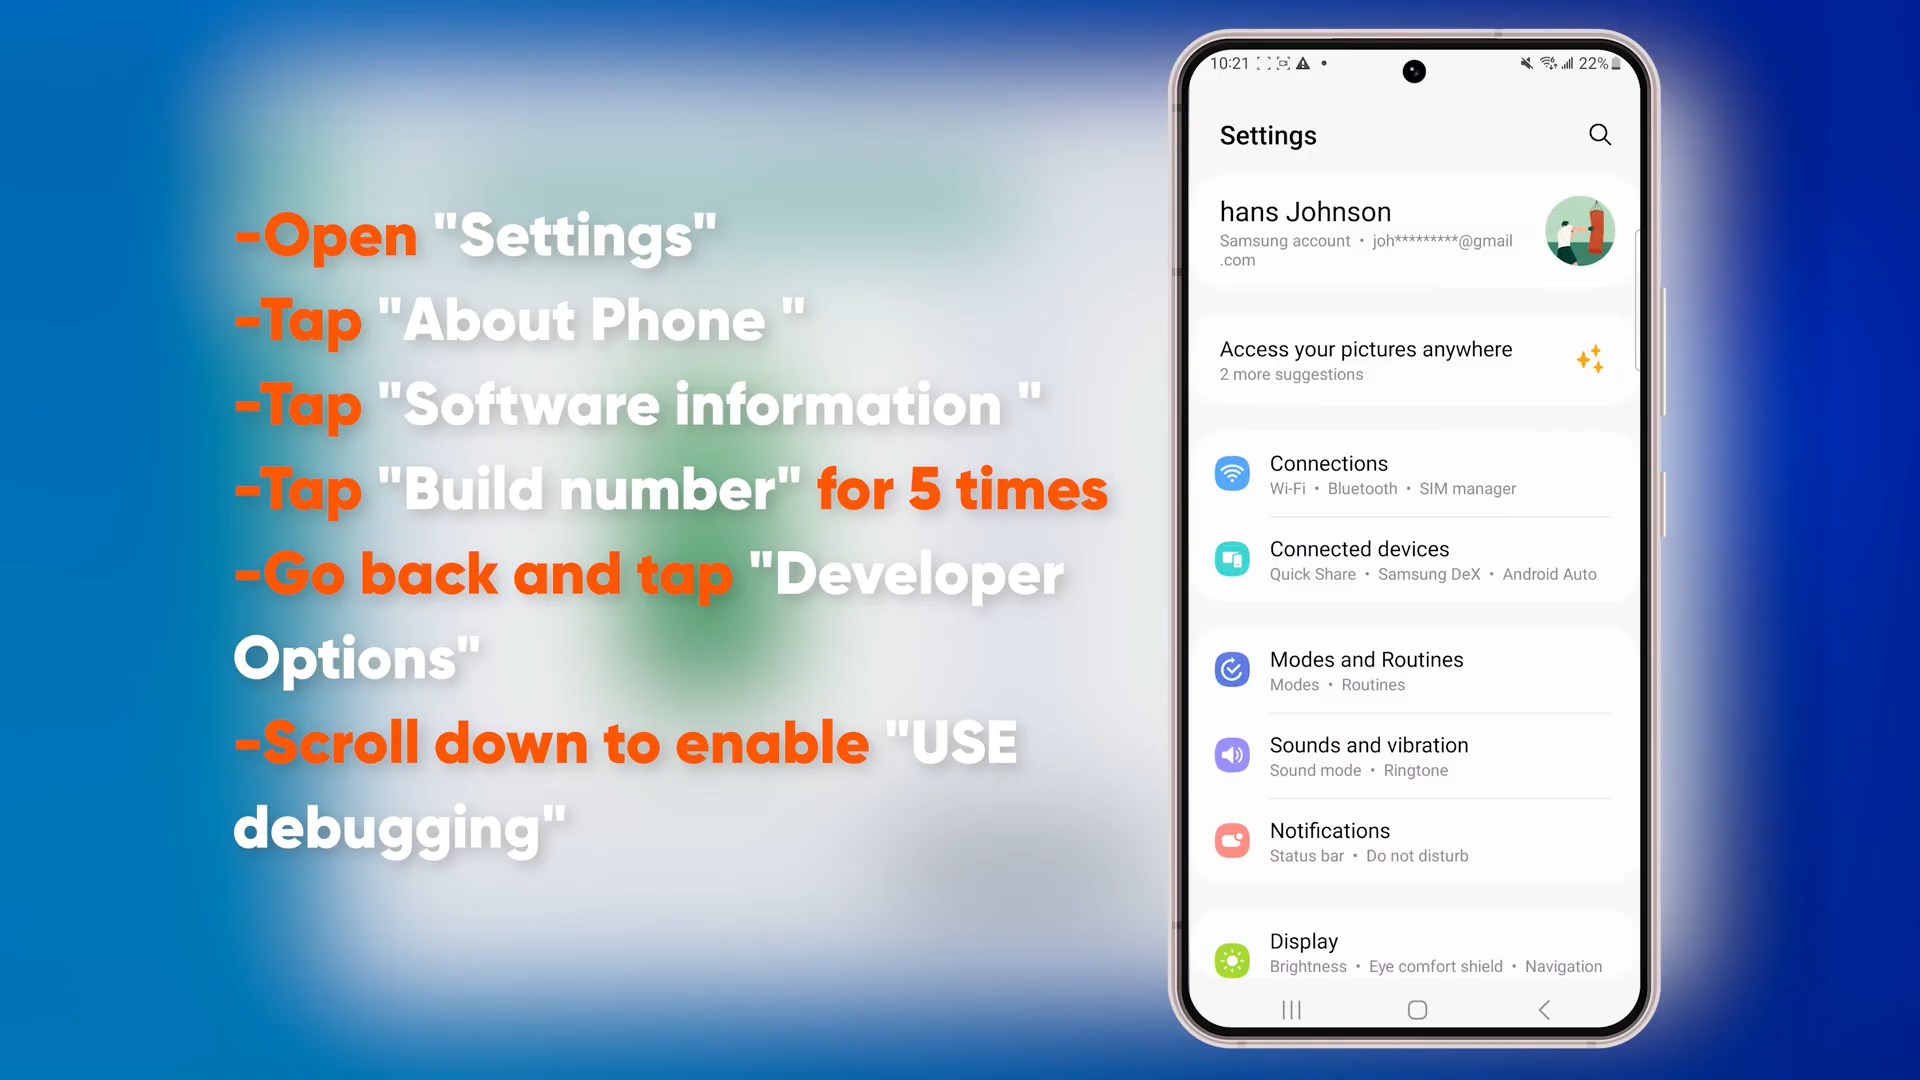 -Open "Settings"
-Tap "About Phone "
-Tap "Software information "
-Tap "Build number" for 5 times
-Go back and tap "Developer
Options"
-Scroll down to enable "USE
debugging"
10:21
22%
Settings
hans Johnson
Samsung account • joh*********@gmail
.com
Access your pictures anywhere
2 more suggestions
Connections
Wi-Fi • Bluetooth • SIM manager
Connected devices
Quick Share • Samsung DeX • Android Auto
Modes and Routines
Modes • Routines
Sounds and vibration
Sound mode • Ringtone
Notifications
Status bar • Do not disturb
Display
Brightness • Eye comfort shield • Navigation